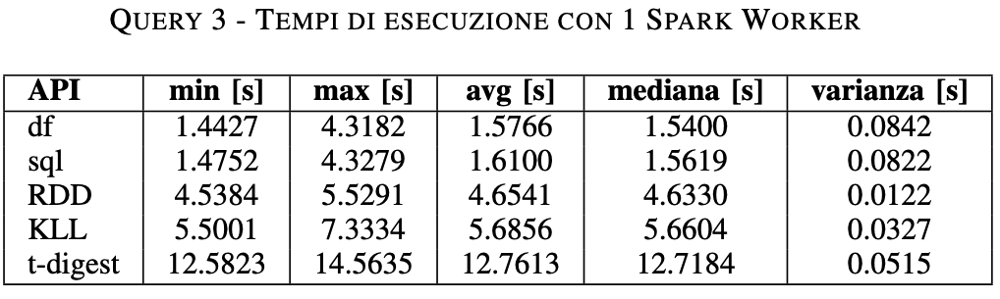 QUERY 3 - TEMPI DI ESECUZIONE CON 1 SPARK WORKER
API min [s] max [s] avg [s] mediana [s] varianza [s]
df 1.4427 4.3182 1.5766 1.5400 0.0842
sql 1.4752 4.3279 1.6100 1.5619 0.0822
RDD 4.5384 5.5291 4.6541 4.6330 0.0122
KLL 5.5001 7.3334 5.6856 5.6604 0.0327
t-digest 12.5823 14.5635 12.7613 12.7184 0.0515